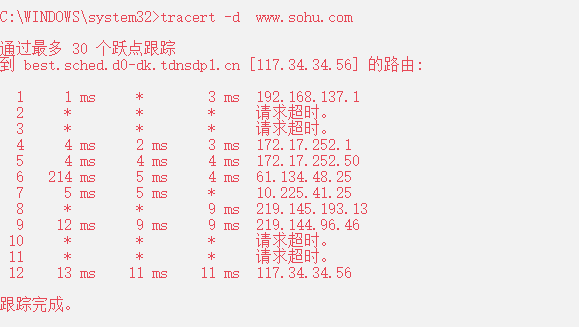 C:\WINDOWS\system32>tracert -d  www.sohu.com
通过最多 30 个跃点跟踪
到 best.sched.d0-dk.tdnsdp1.cn [117.34.34.56] 的路由:
  1     1 ms     *        3 ms  192.168.137.1
  2     *        *        *     请求超时。
  3     *        *        *     请求超时。
  4     4 ms     2 ms     3 ms  172.17.252.1
  5     4 ms     4 ms     4 ms  172.17.252.50
  6   214 ms     5 ms     4 ms  61.134.48.25
  7     5 ms     5 ms     *     10.225.41.25
  8     *        *        9 ms  219.145.193.13
  9    12 ms     9 ms     9 ms  219.144.96.46
 10     *        *        *     请求超时。
 11     *        *        *     请求超时。
 12    13 ms    11 ms    11 ms  117.34.34.56
跟踪完成。